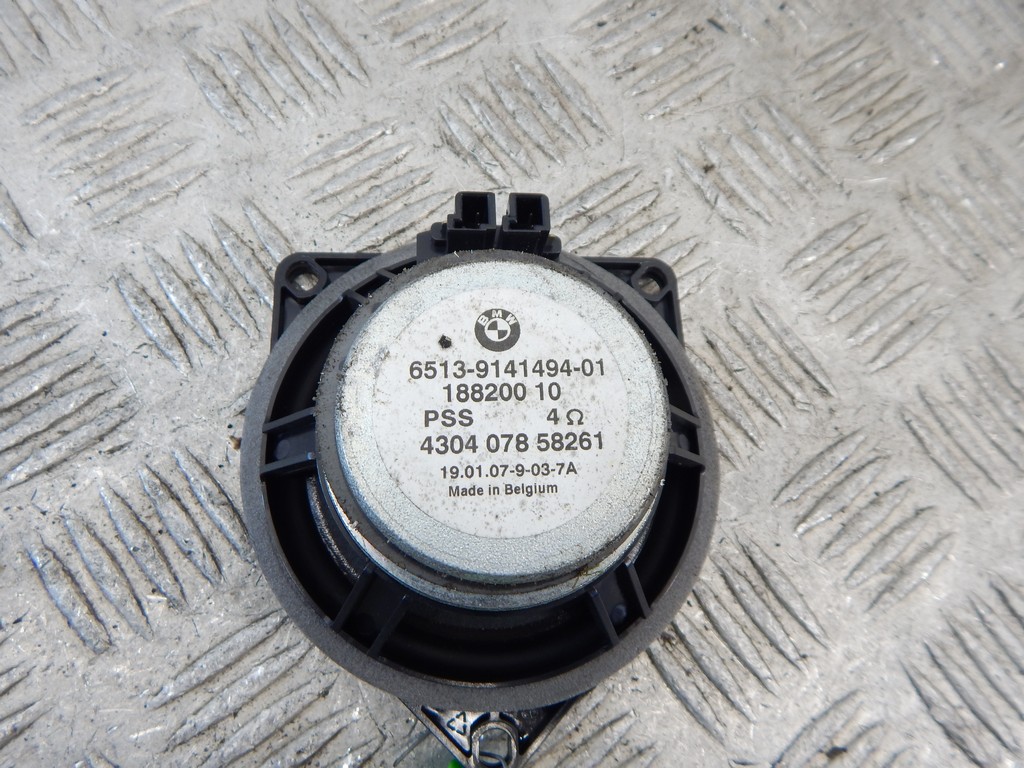 BMW
6513-9141494-01
188200 10
PSS 4 Ω
4304 078 58261
19.01.07-9-03-7A
Made in Belgium